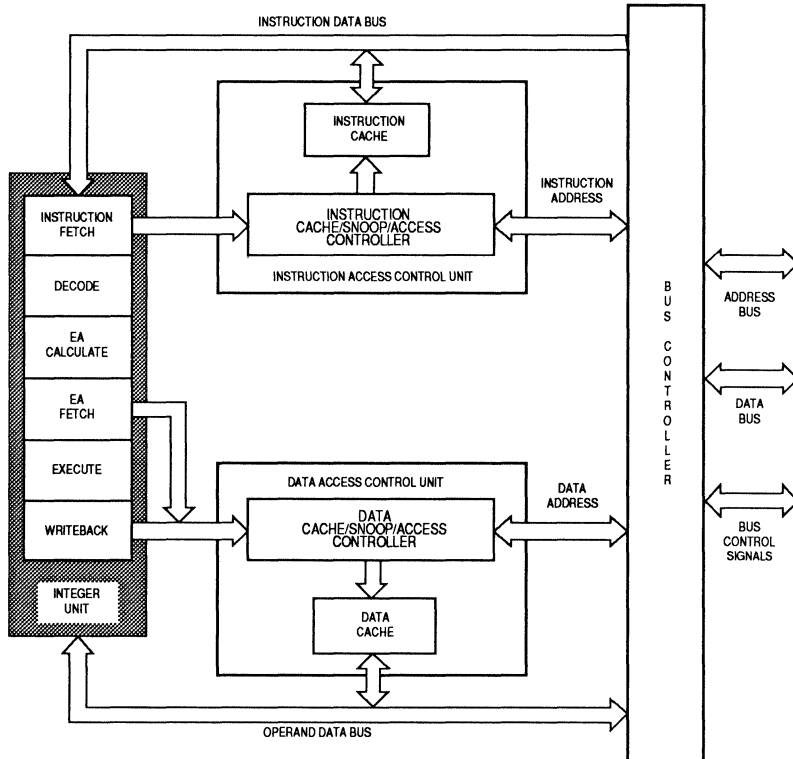 INSTRUCTION DATA BUS
INSTRUCTION
CACHE
INSTRUCTION
FETCH
INSTRUCTION
CACHE/SNOOP/ACCESS
CONTROLLER
INSTRUCTION
ADDRESS
INSTRUCTION ACCESS CONTROL UNIT
DECODE
EA
CALCULATE
EA
FETCH
EXECUTE
WRITEBACK
INTEGER
UNIT
DATA ACCESS CONTROL UNIT
DATA
CACHE/SNOOP/ACCESS
CONTROLLER
DATA
ADDRESS
DATA
CACHE
OPERAND DATA BUS
BUS CONTROLLER
ADDRESS
BUS
DATA
BUS
BUS
CONTROL
SIGNALS